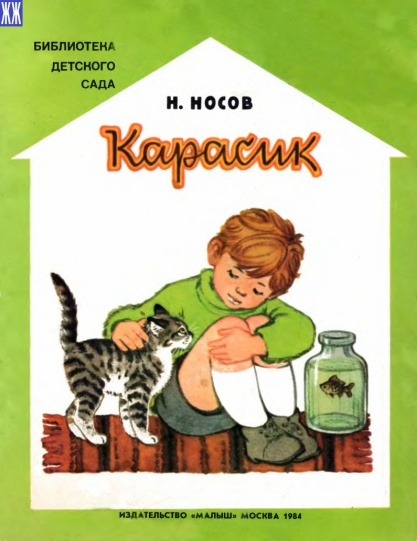 ЖЖ
БИБЛИОТЕКА
ДЕТСКОГО
САДА
Н. НОСОВ
Карасик
ИЗДАТЕЛЬСТВО «МАЛЫШ» МОСКВА 1984